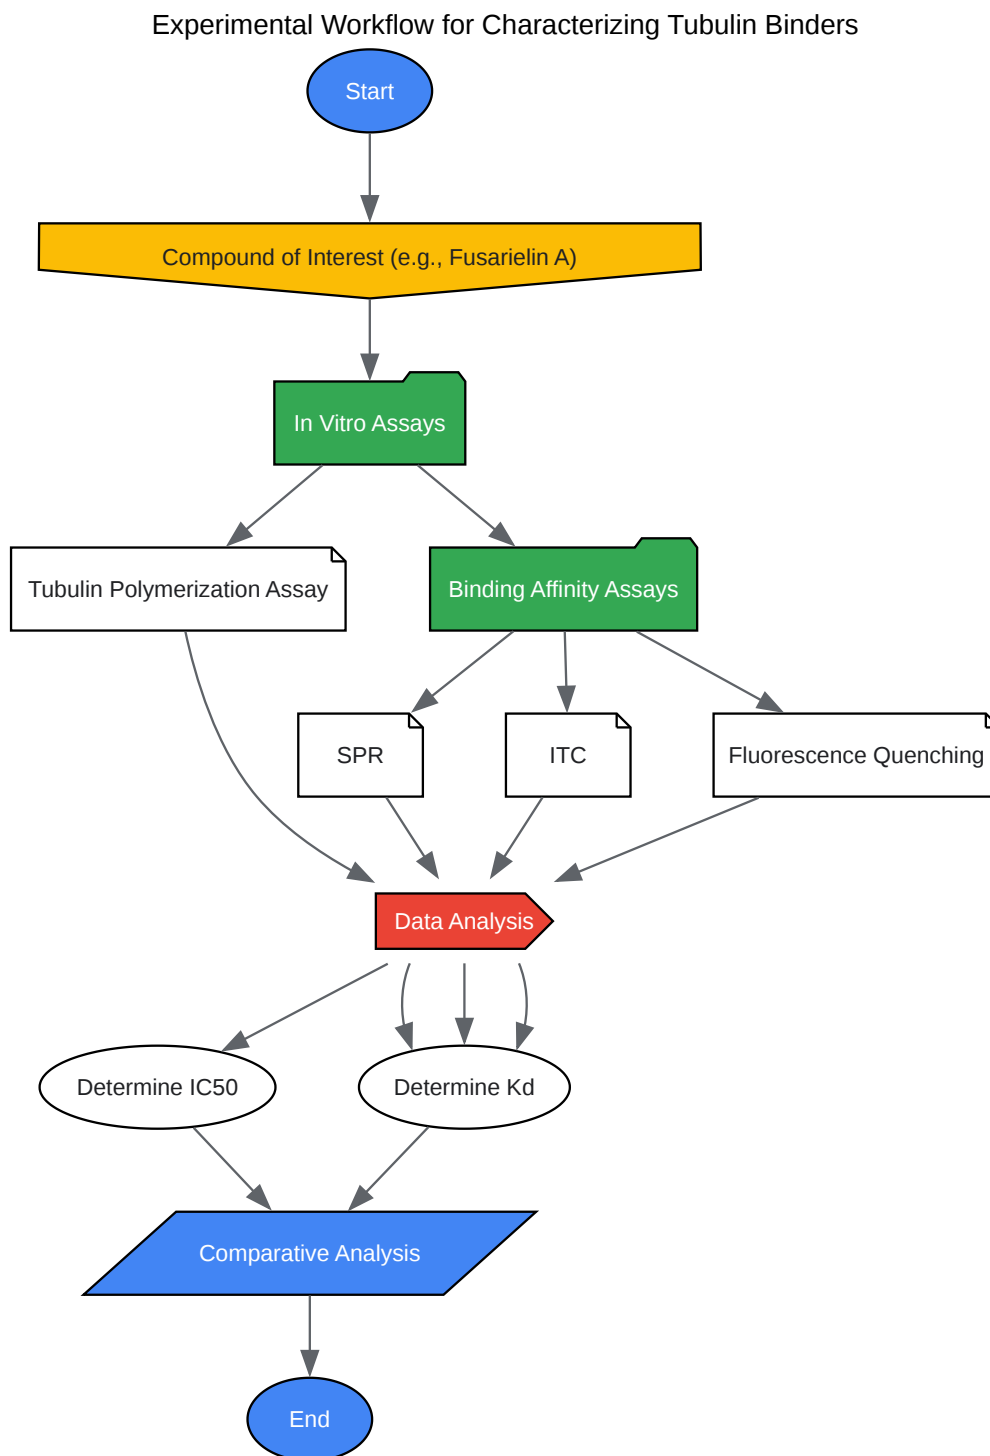 Experimental Workflow for Characterizing Tubulin Binders
Start
Compound of Interest (e.g., Fusarielin A)
In Vitro Assays
Tubulin Polymerization Assay
Binding Affinity Assays
SPR
ITC
Fluorescence Quenching
Data Analysis
Determine IC50
Determine Kd
Comparative Analysis
End